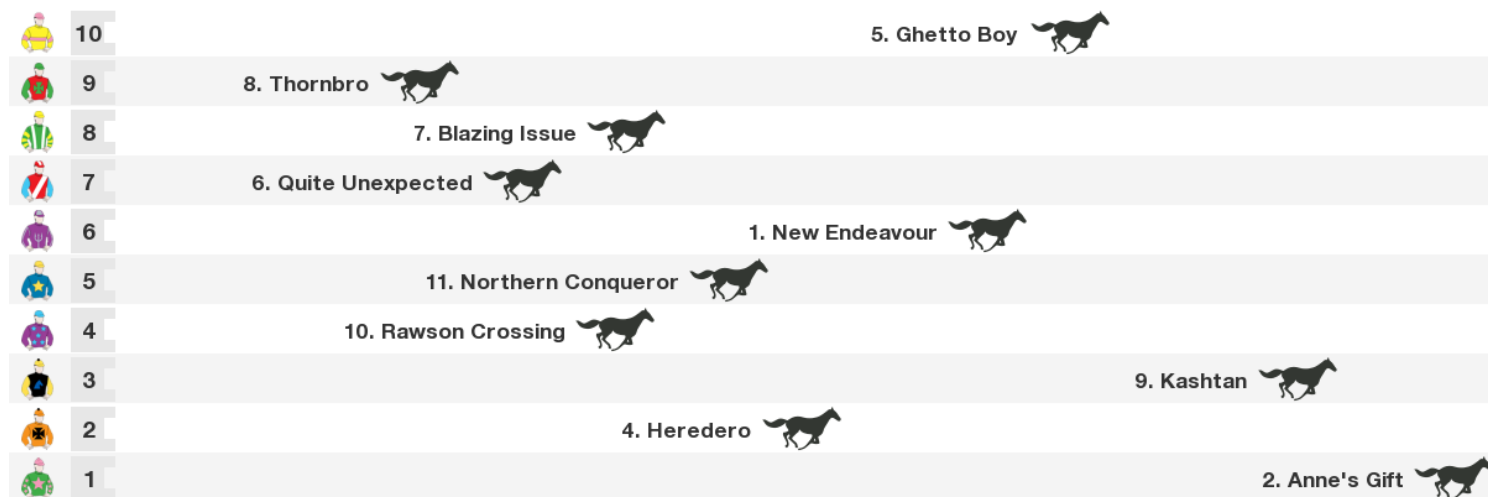 10 5. Ghetto Boy
9 8. Thornbro
8 7. Blazing Issue
7 6. Quite Unexpected
6 1. New Endeavour
5 11. Northern Conqueror
4 10. Rawson Crossing
3 9. Kashtan
2 4. Heredero
1 2. Anne's Gift